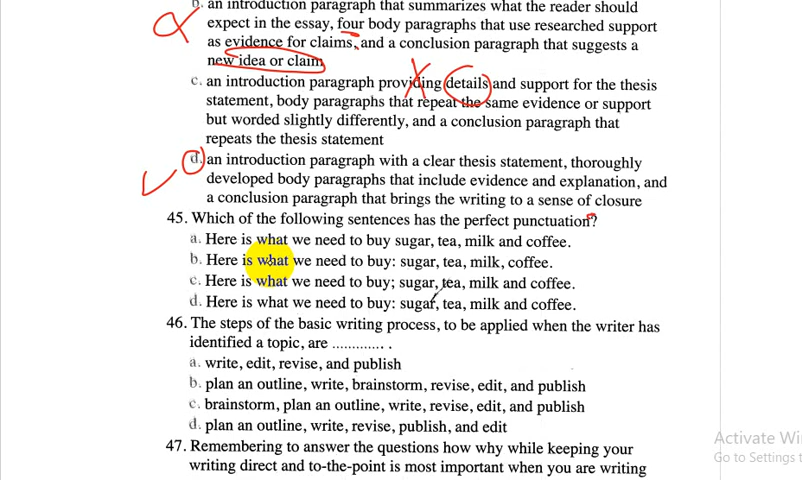 b. an introduction paragraph that summarizes what the reader should
expect in the essay, four body paragraphs that use researched support
as evidence for claims, and a conclusion paragraph that suggests a
new idea or claim
c. an introduction paragraph providing details and support for the thesis
statement, body paragraphs that repeat the same evidence or support
but worded slightly differently, and a conclusion paragraph that
repeats the thesis statement
d. an introduction paragraph with a clear thesis statement, thoroughly
developed body paragraphs that include evidence and explanation, and
a conclusion paragraph that brings the writing to a sense of closure
45. Which of the following sentences has the perfect punctuation?
a. Here is what we need to buy sugar, tea, milk and coffee.
b. Here is what we need to buy: sugar, tea, milk, coffee.
c. Here is what we need to buy; sugar, tea, milk and coffee.
d. Here is what we need to buy: sugar, tea, milk and coffee.
46. The steps of the basic writing process, to be applied when the writer has
identified a topic, are ............. .
a. write, edit, revise, and publish
b. plan an outline, write, brainstorm, revise, edit, and publish
c. brainstorm, plan an outline, write, revise, edit, and publish
d. plan an outline, write, revise, publish, and edit
47. Remembering to answer the questions how why while keeping your
writing direct and to-the-point is most important when you are writing
Activate Wi
Go to Settings t